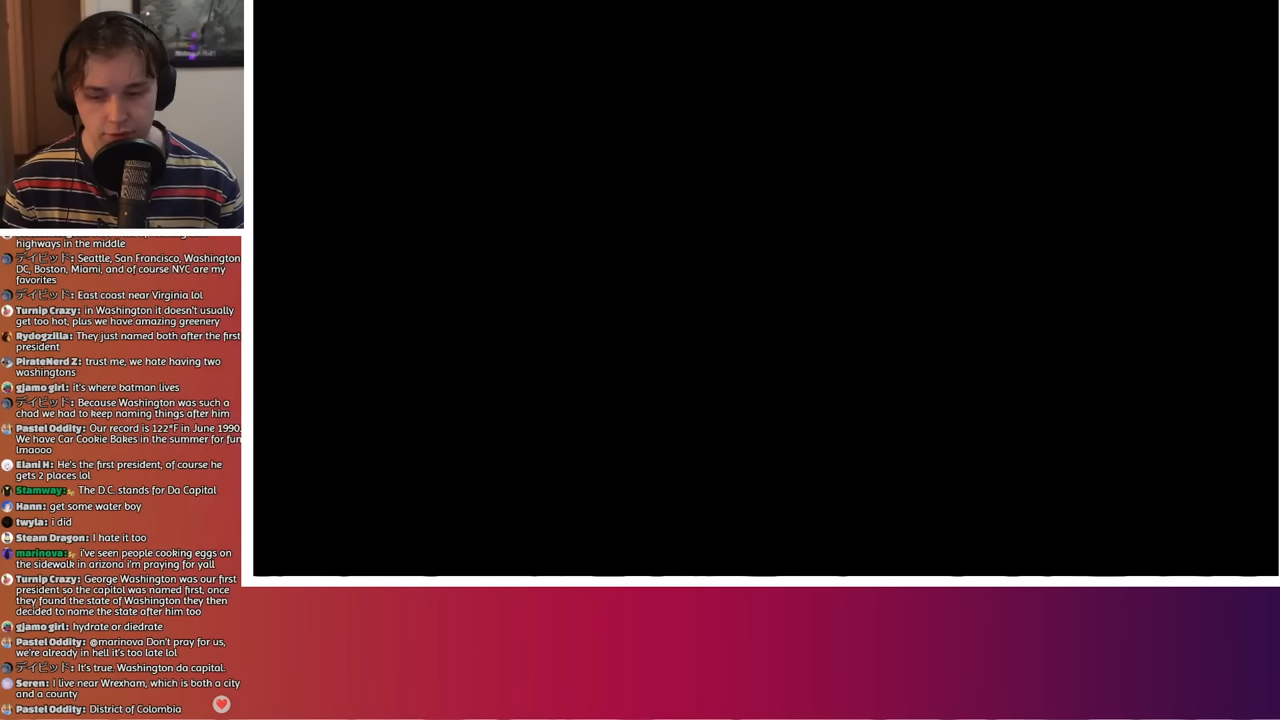 highways in the middle
デイビッド: Seattle, San Francisco, Washington
DC, Boston, Miami, and of course NYC are my
favorites
デイビッド: East coast near Virginia lol
Turnip Crazy: in Washington it doesn't usually
get too hot, plus we have amazing greenery
Rydogzilla: They just named both after the first
president
PirateNerd Z: trust me, we hate having two
washingtons
gjamo girl: it's where batman lives
デイビッド: Because Washington was such a
chad we had to keep naming things after him
Pastel Oddity: Our record is 122°F in June 1990.
We have Car Cookie Bakes in the summer for fun
lmaooo
Elani H: He's the first president, of course he
gets 2 places lol
Stamway: The D.C. stands for Da Capital
Hann: get some water boy
twyla: i did
Steam Dragon: I hate it too
marinova: i've seen people cooking eggs on
the sidewalk in arizona i'm praying for yall
Turnip Crazy: George Washington was our first
president so the capitol was named first, once
they found the state of Washington they then
decided to name the state after him too
gjamo girl: hydrate or diedrate
Pastel Oddity: @marinova Don't pray for us,
we're already in hell it's too late lol
デイビッド: It's true. Washington da capital.
Seren: I live near Wrexham, which is both a city
and a county
Pastel Oddity: District of Colombia